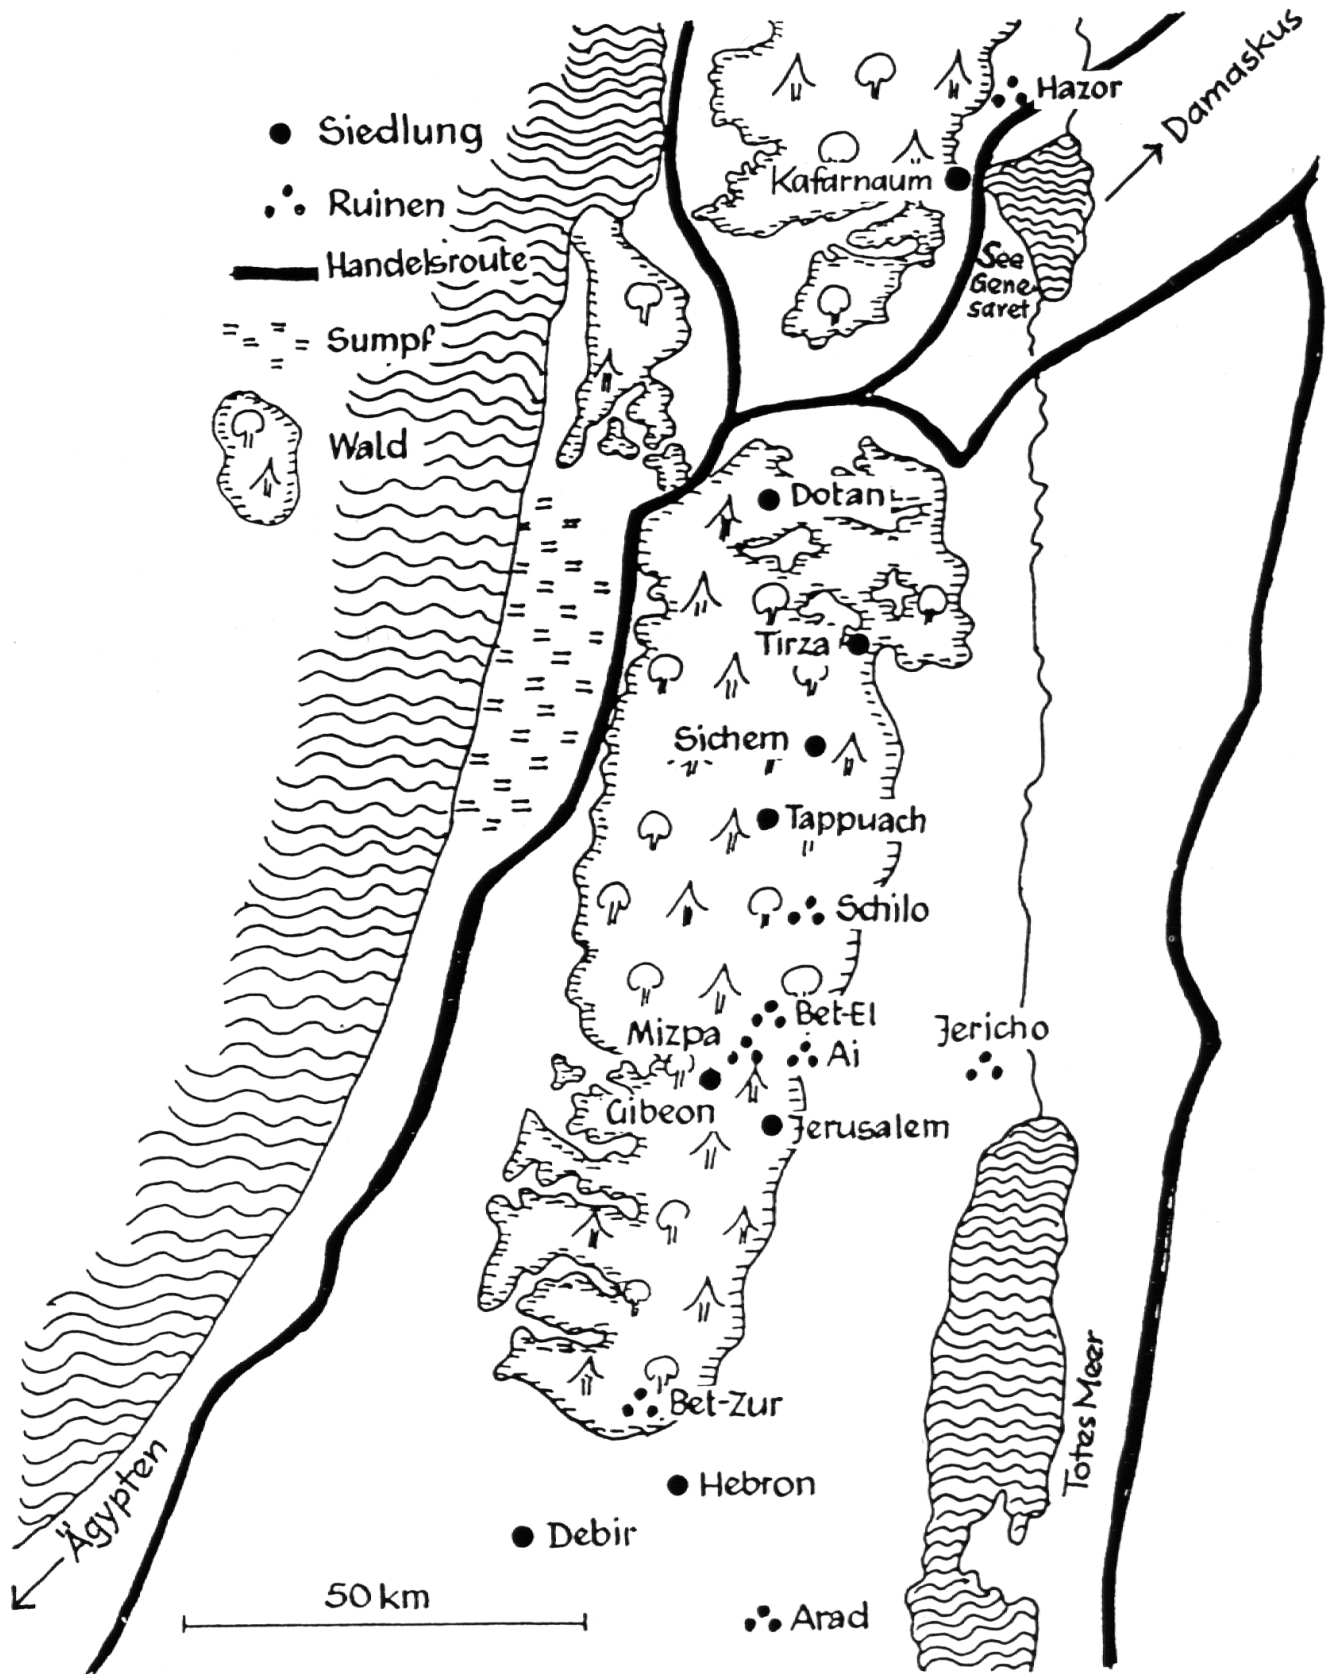 Siedlung
Ruinen
Handelsroute
Sumpf
Wald
Hazor
Damaskus
Kafarnaum
See
Gene
saret
Dotan
Tirza
Sichem
Tappuach
Schilo
Bet-El
Mizpa
Ai
Jericho
Gibeon
Jerusalem
Totes Meer
Bet-Zur
Hebron
Debir
Ägypten
50 km
Arad